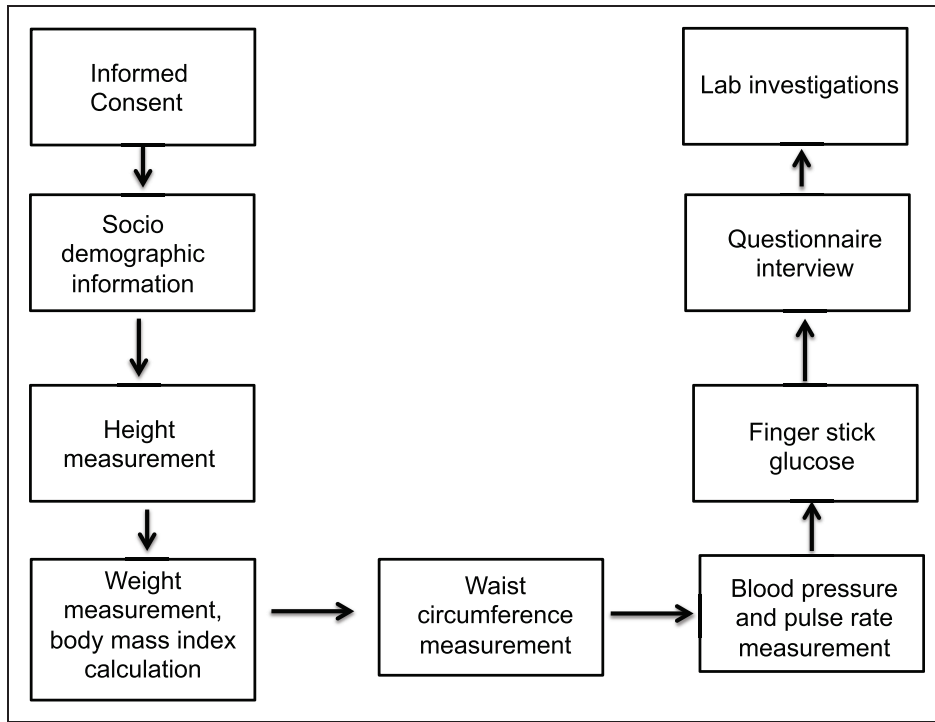 Informed
Consent
Socio
demographic
information
Height
measurement
Weight
measurement,
body mass index
calculation
Waist
circumference
measurement
Blood pressure
and pulse rate
measurement
Finger stick
glucose
Questionnaire
interview
Lab investigations